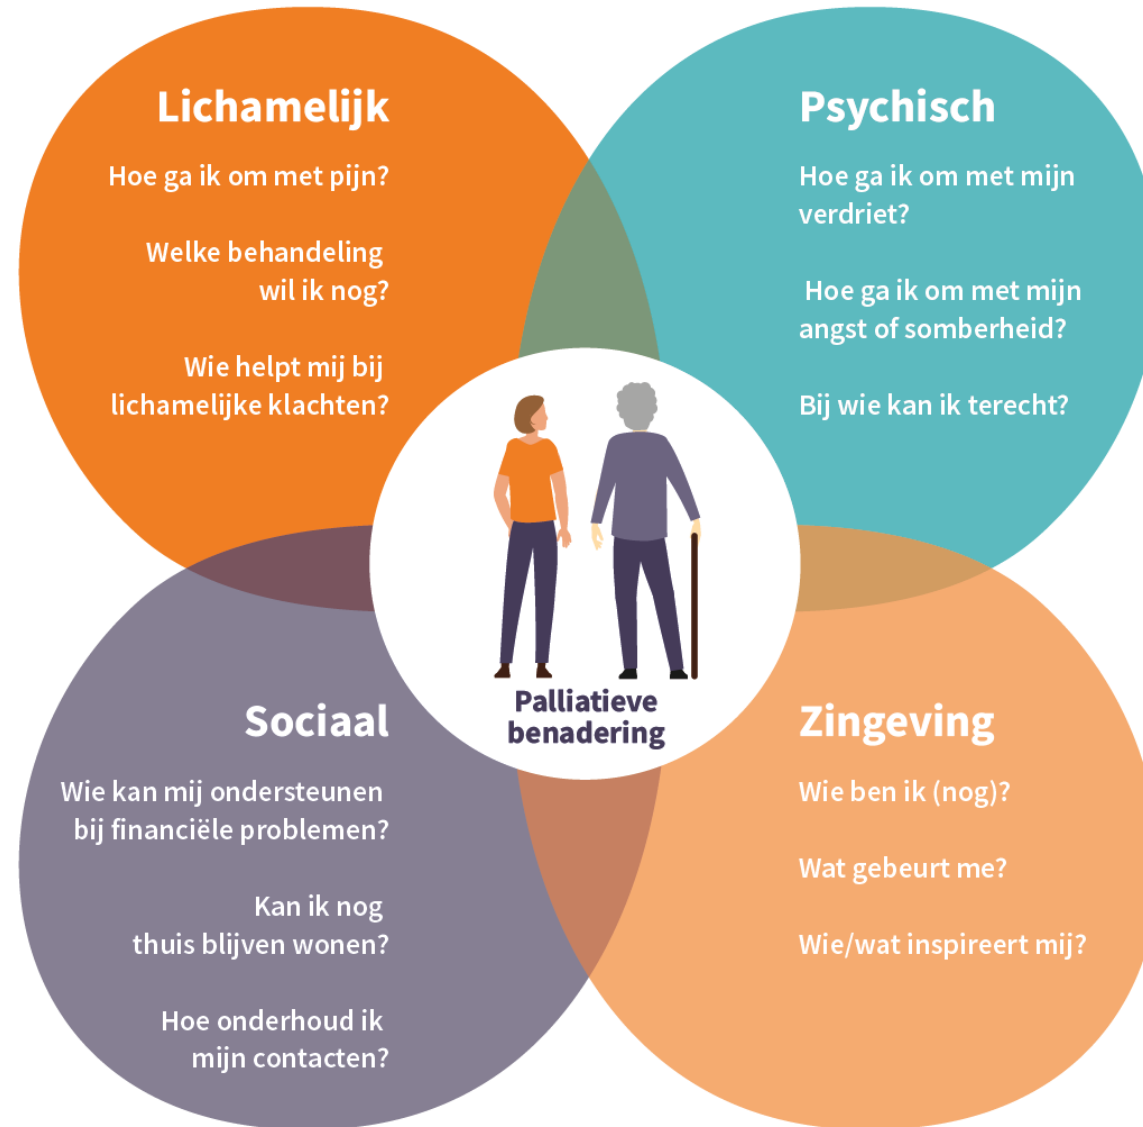 Lichamelijk
Hoe ga ik om met pijn?
Welke behandeling
wil ik nog?
Wie helpt mij bij
lichamelijke klachten?
Psychisch
Hoe ga ik om met mijn
verdriet?
Hoe ga ik om met mijn
angst of somberheid?
Bij wie kan ik terecht?
Palliatieve
benadering
Sociaal
Wie kan mij ondersteunen
bij financiële problemen?
Kan ik nog
thuis blijven wonen?
Hoe onderhoud ik
mijn contacten?
Zingeving
Wie ben ik (nog)?
Wat gebeurt me?
Wie/wat inspireert mij?